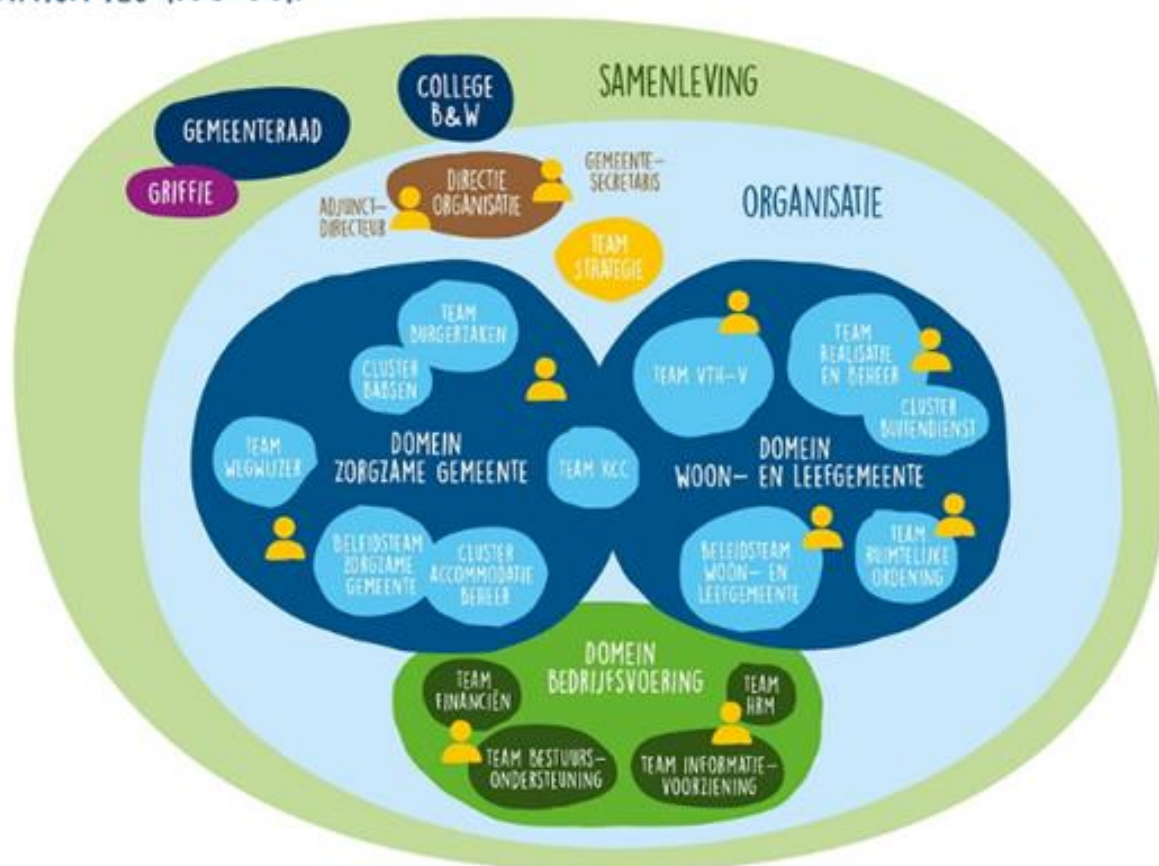 SAMENLEVING
COLLEGE
B&W
GEMEENTERAAD
GRIFFIE
DIRECTIE
ORGANISATIE
GEMEENTE-
SECRETARIS
ADJUNCT-
DIRECTEUR
ORGANISATIE
TEAM
STRATEGIE
TEAM
BURGERZAKEN
CLUSTER
BABSEN
TEAM
WEGWIJZER
DOMEIN
ZORGZAME GEMEENTE
TEAM KCC
BELEIDSTEAM
ZORGZAME
GEMEENTE
CLUSTER
ACCOMMODATIE
BEHEER
TEAM VTH-V
TEAM
REALISATIE
EN BEHEER
CLUSTER
BUITENDIENST
DOMEIN
WOON- EN LEEFGEMEENTE
BELEIDSTEAM
WOON- EN
LEEFGEMEENTE
TEAM
RUIMTELIJKE
ORDENING
DOMEIN
BEDRIJFSVOERING
TEAM
FINANCIËN
TEAM
HRM
TEAM BESTUURS-
ONDERSTEUNING
TEAM INFORMATIE-
VOORZIENING